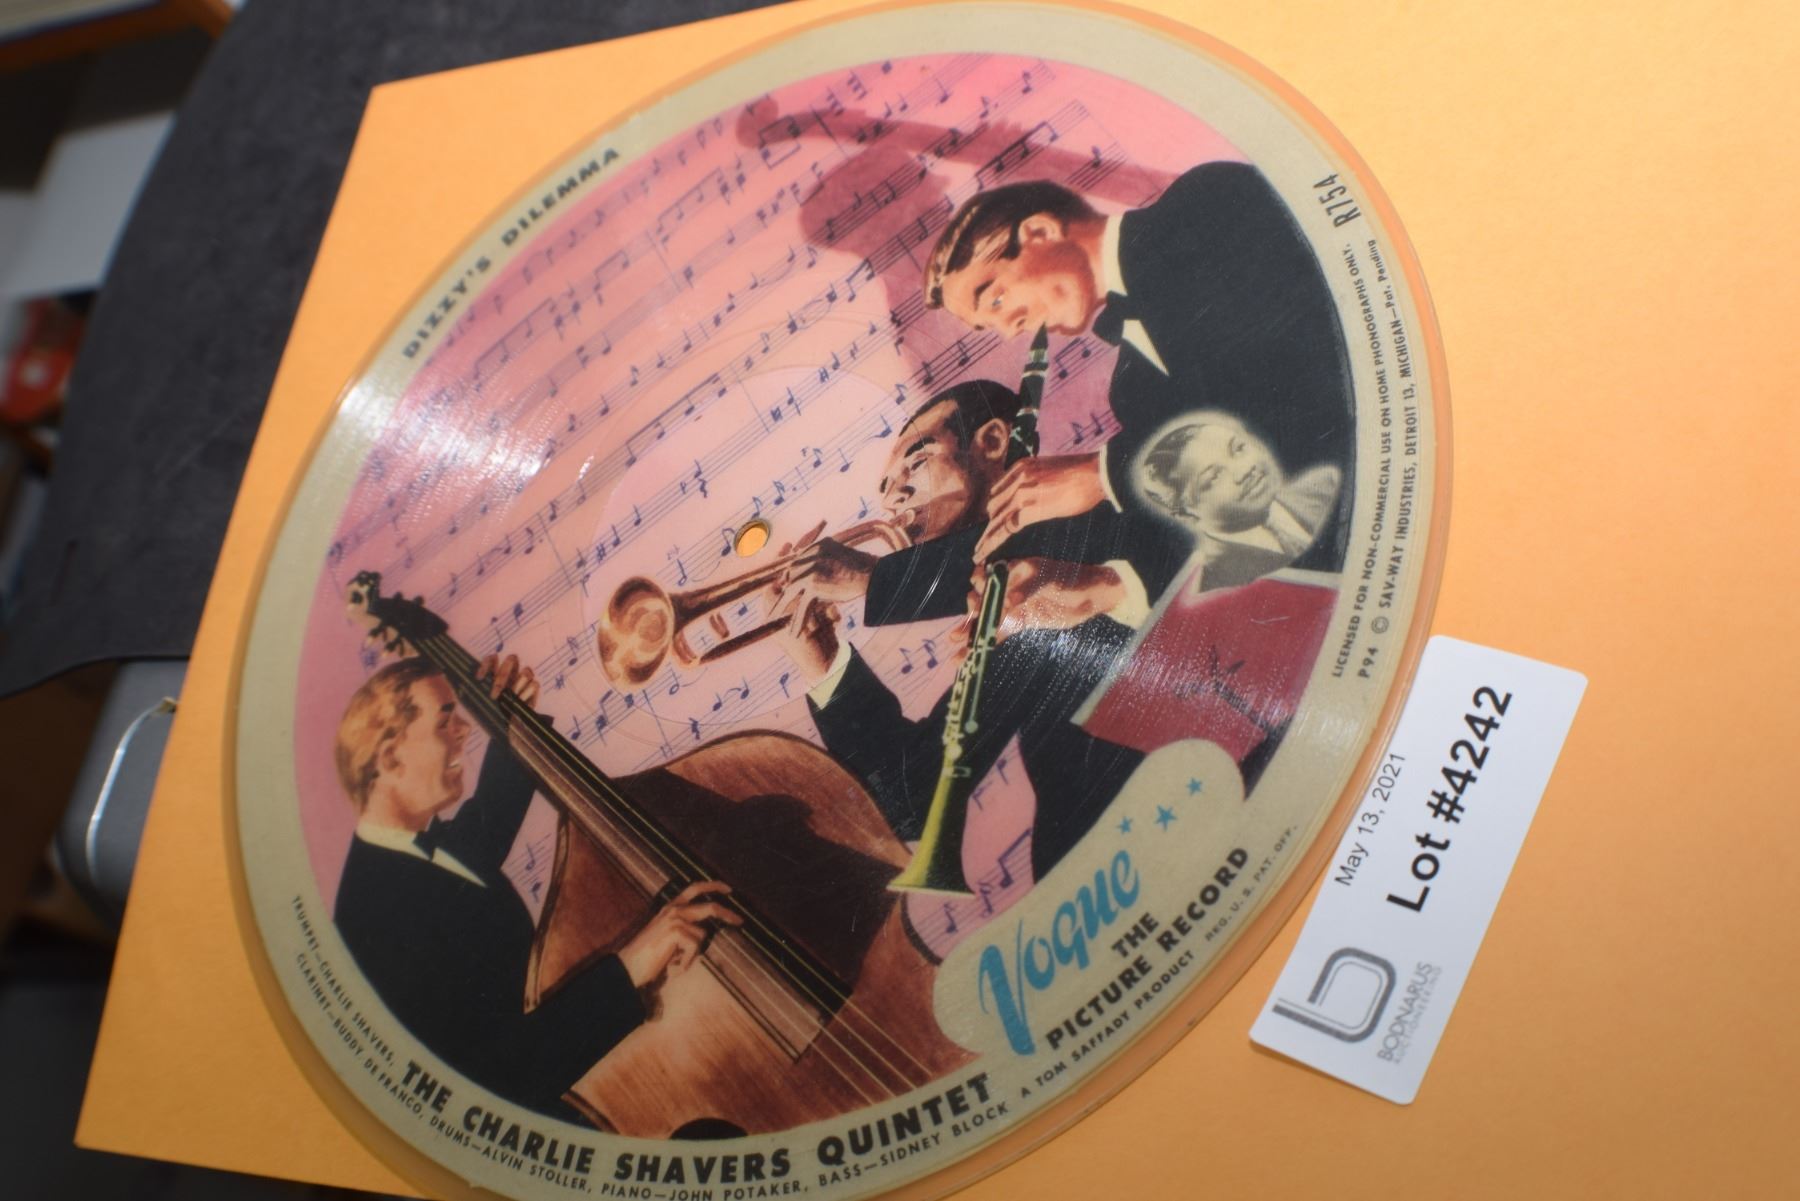 DIZZY'S DILEMMA
R7554
LICENSED FOR NON-COMMERCIAL USE ON HOME PHONOGRAPHS ONLY.
P94 © SAV-WAY INDUSTRIES, DETROIT 13, MICHIGAN—Pat. Pending
Vogue
THE
PICTURE RECORD
REG. U. S. PAT. OFF.
A TOM SAFFADY PRODUCT
THE CHARLIE SHAVERS QUINTET
TRUMPET—CHARLIE SHAVERS,
CLARINET—BUDDY DE FRANCO, DRUMS—ALVIN STOLLER, PIANO—JOHN POTAKER, BASS—SIDNEY BLOCK
May 13, 2021
Lot #4242
BODNARUS
AUCTIONEERING